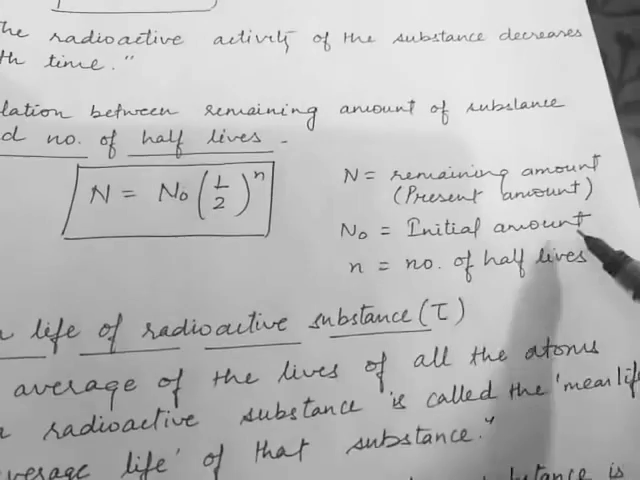 he radioactive activity of the substance decreases
th time."
lation between remaining amount of substance
d no. of half lives -
N = N₀ (1/2)ⁿ
N = remaining amount
(Present amount)
N₀ = Initial amount
n = no. of half lives
life of radioactive substance (τ)
average of the lives of all the atoms
radioactive substance is called the 'mean life
verage life' of that substance."
is